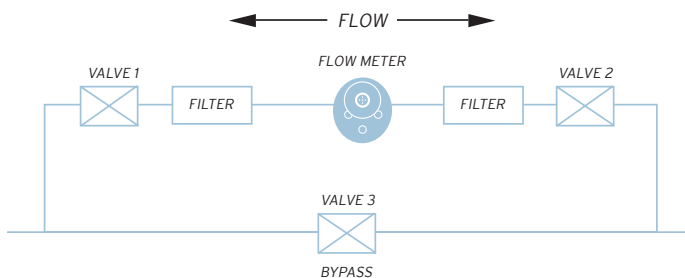 FLOW
FLOW METER
VALVE 1
VALVE 2
FILTER
FILTER
VALVE 3
BYPASS